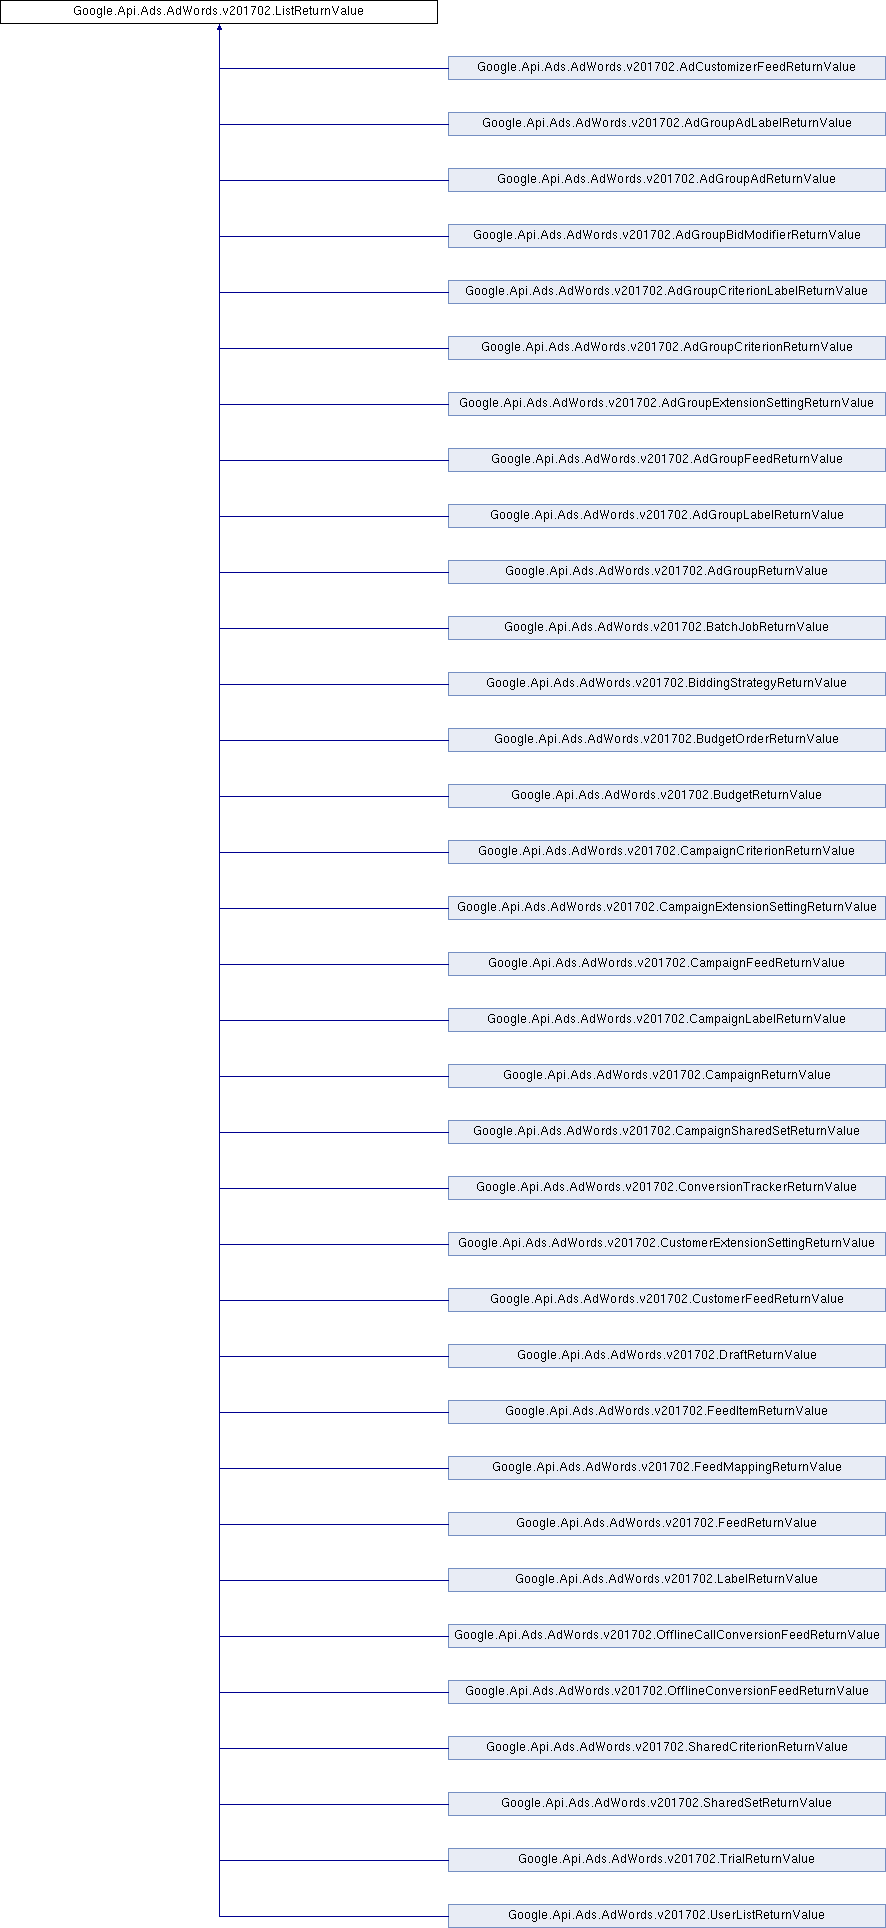 Google.Api.Ads.AdWords.v201702.ListReturnValue
Google.Api.Ads.AdWords.v201702.AdCustomizerFeedReturnValue
Google.Api.Ads.AdWords.v201702.AdGroupAdLabelReturnValue
Google.Api.Ads.AdWords.v201702.AdGroupAdReturnValue
Google.Api.Ads.AdWords.v201702.AdGroupBidModifierReturnValue
Google.Api.Ads.AdWords.v201702.AdGroupCriterionLabelReturnValue
Google.Api.Ads.AdWords.v201702.AdGroupCriterionReturnValue
Google.Api.Ads.AdWords.v201702.AdGroupExtensionSettingReturnValue
Google.Api.Ads.AdWords.v201702.AdGroupFeedReturnValue
Google.Api.Ads.AdWords.v201702.AdGroupLabelReturnValue
Google.Api.Ads.AdWords.v201702.AdGroupReturnValue
Google.Api.Ads.AdWords.v201702.BatchJobReturnValue
Google.Api.Ads.AdWords.v201702.BiddingStrategyReturnValue
Google.Api.Ads.AdWords.v201702.BudgetOrderReturnValue
Google.Api.Ads.AdWords.v201702.BudgetReturnValue
Google.Api.Ads.AdWords.v201702.CampaignCriterionReturnValue
Google.Api.Ads.AdWords.v201702.CampaignExtensionSettingReturnValue
Google.Api.Ads.AdWords.v201702.CampaignFeedReturnValue
Google.Api.Ads.AdWords.v201702.CampaignLabelReturnValue
Google.Api.Ads.AdWords.v201702.CampaignReturnValue
Google.Api.Ads.AdWords.v201702.CampaignSharedSetReturnValue
Google.Api.Ads.AdWords.v201702.ConversionTrackerReturnValue
Google.Api.Ads.AdWords.v201702.CustomerExtensionSettingReturnValue
Google.Api.Ads.AdWords.v201702.CustomerFeedReturnValue
Google.Api.Ads.AdWords.v201702.DraftReturnValue
Google.Api.Ads.AdWords.v201702.FeedItemReturnValue
Google.Api.Ads.AdWords.v201702.FeedMappingReturnValue
Google.Api.Ads.AdWords.v201702.FeedReturnValue
Google.Api.Ads.AdWords.v201702.LabelReturnValue
Google.Api.Ads.AdWords.v201702.OfflineCallConversionFeedReturnValue
Google.Api.Ads.AdWords.v201702.OfflineConversionFeedReturnValue
Google.Api.Ads.AdWords.v201702.SharedCriterionReturnValue
Google.Api.Ads.AdWords.v201702.SharedSetReturnValue
Google.Api.Ads.AdWords.v201702.TrialReturnValue
Google.Api.Ads.AdWords.v201702.UserListReturnValue